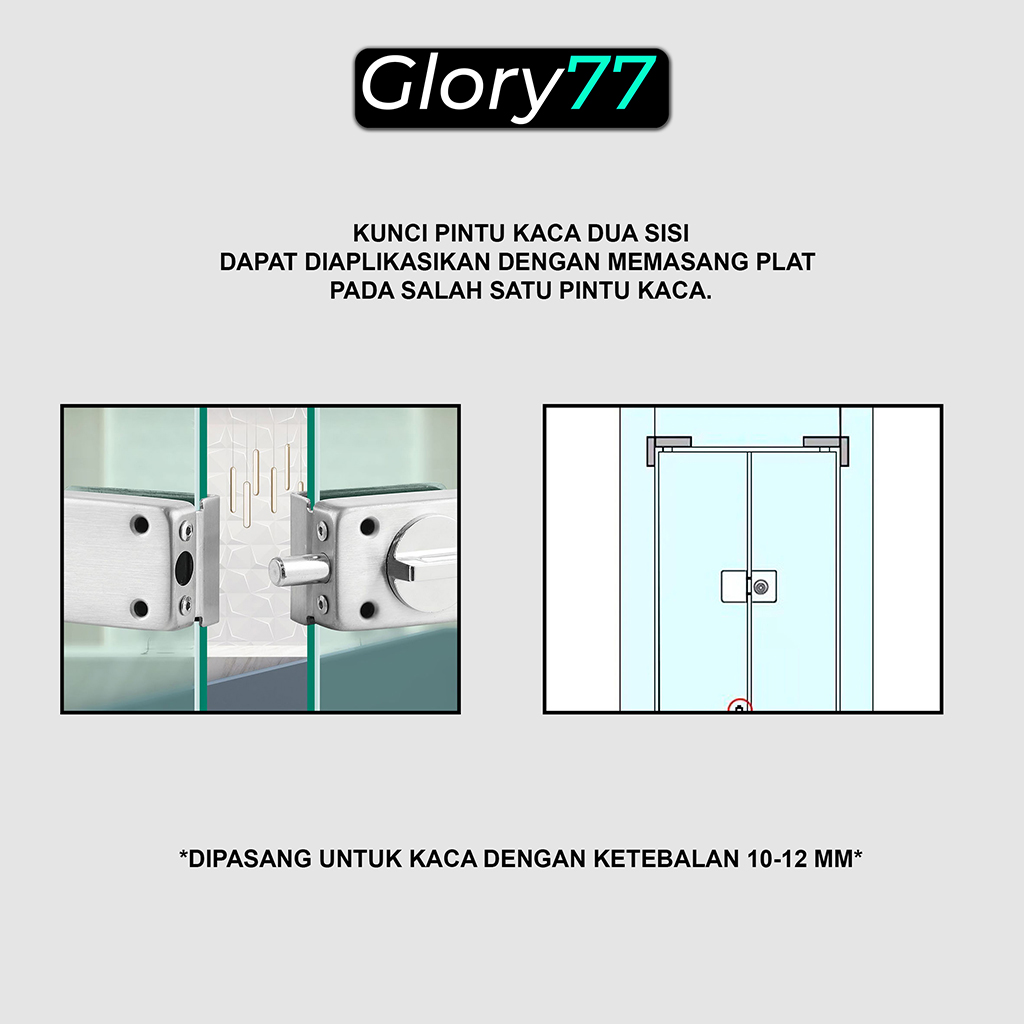 Glory77
KUNCI PINTU KACA DUA SISI
DAPAT DIAPLIKASIKAN DENGAN MEMASANG PLAT
PADA SALAH SATU PINTU KACA.
*DIPASANG UNTUK KACA DENGAN KETEBALAN 10-12 MM*